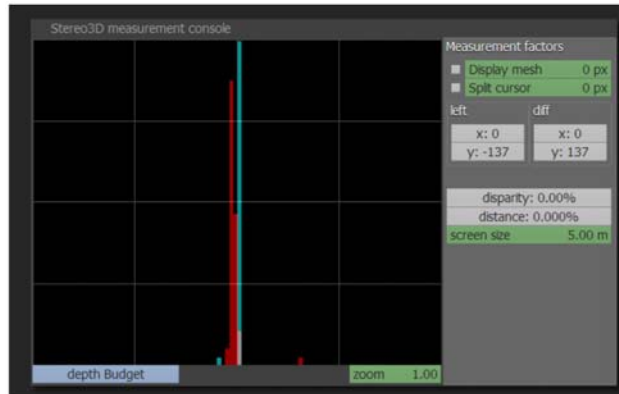 Stereo3D measurement console
Measurement factors
Display mesh 0 px
Split cursor 0 px
left diff
x: 0 x: 0
y: -137 y: 137
disparity: 0.00%
distance: 0.000%
screen size 5.00 m
depth Budget zoom 1.00